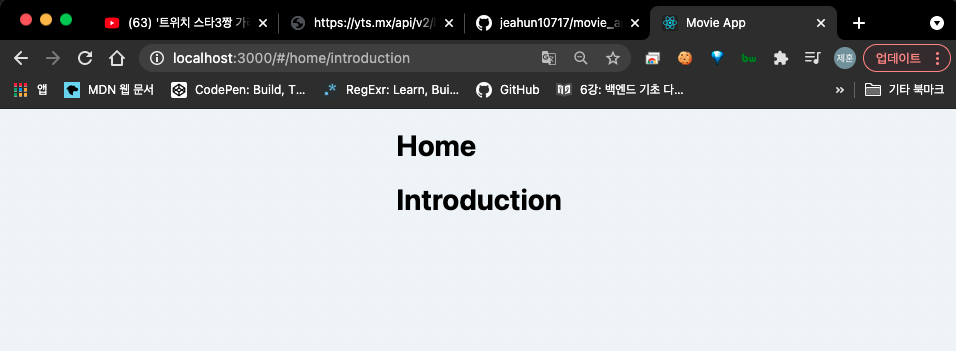 (63) '트위치 스타3짱 가
https://yts.mx/api/v2/
jeahun10717/movie_a
Movie App
localhost:3000/#/home/introduction
bw
제훈
업데이트
앱
MDN 웹 문서
CodePen: Build, T...
.* RegExr: Learn, Bui...
GitHub
6강: 백엔드 기초 다...
»
기타 북마크
Home
Introduction